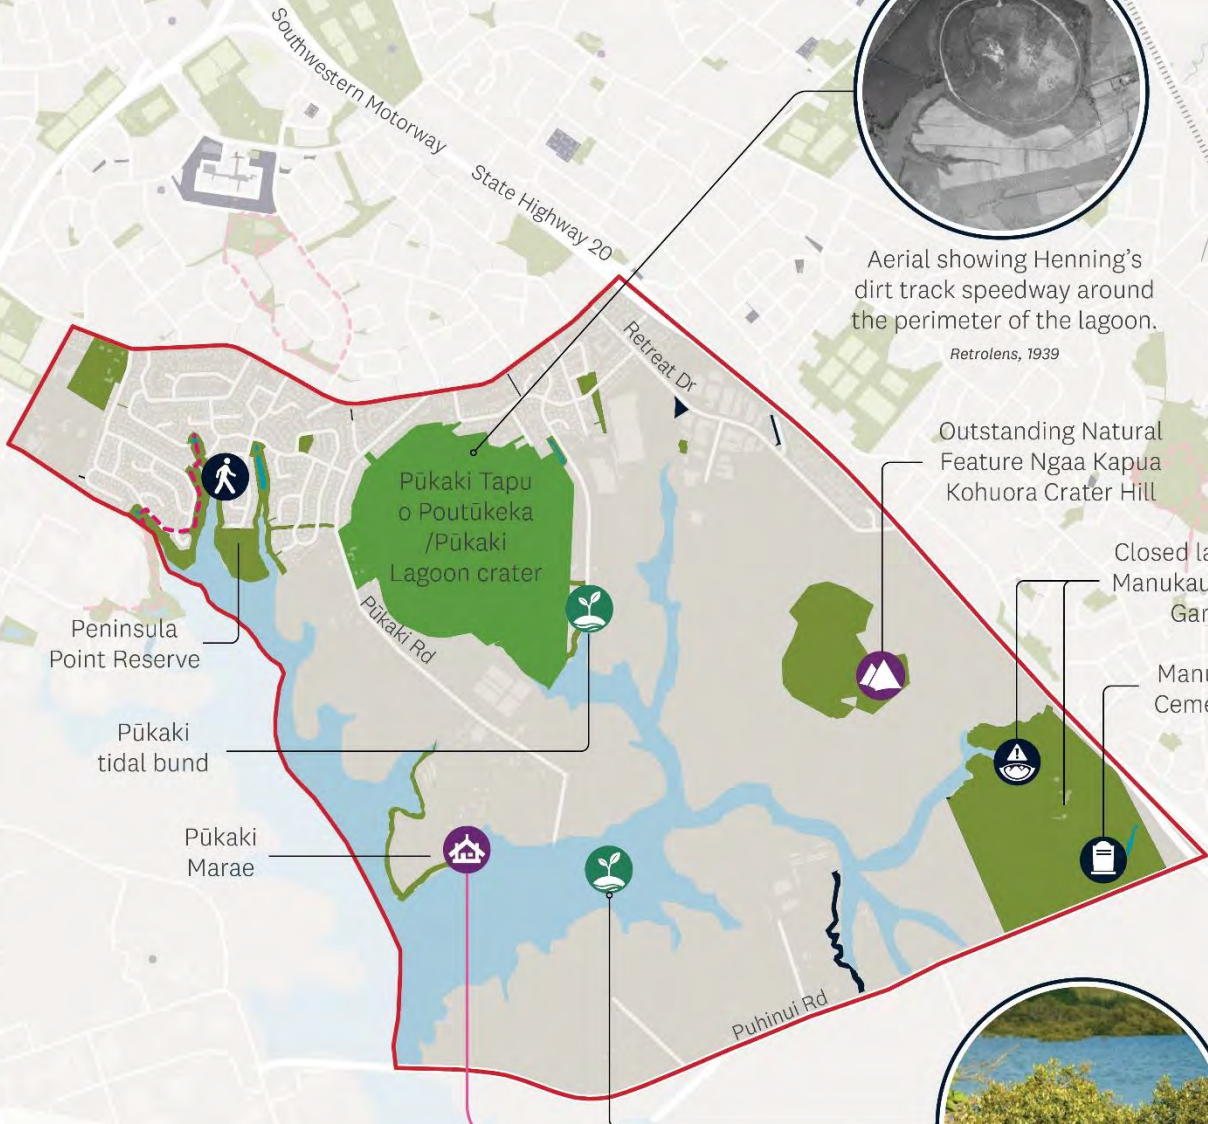 Southwestern Motorway
State Highway 20
Aerial showing Henning's
dirt track speedway around
the perimeter of the lagoon.
Retrolens, 1939
Retreat Dr
Outstanding Natural
Feature Ngaa Kapua
Kohuora Crater Hill
Pūkaki Tapu
o Poutūkeka
/Pūkaki
Lagoon crater
Closed
Manukau
Pūkaki Rd
Peninsula
Point Reserve
Pūkaki
tidal bund
Pūkaki
Marae
Puhinui Rd